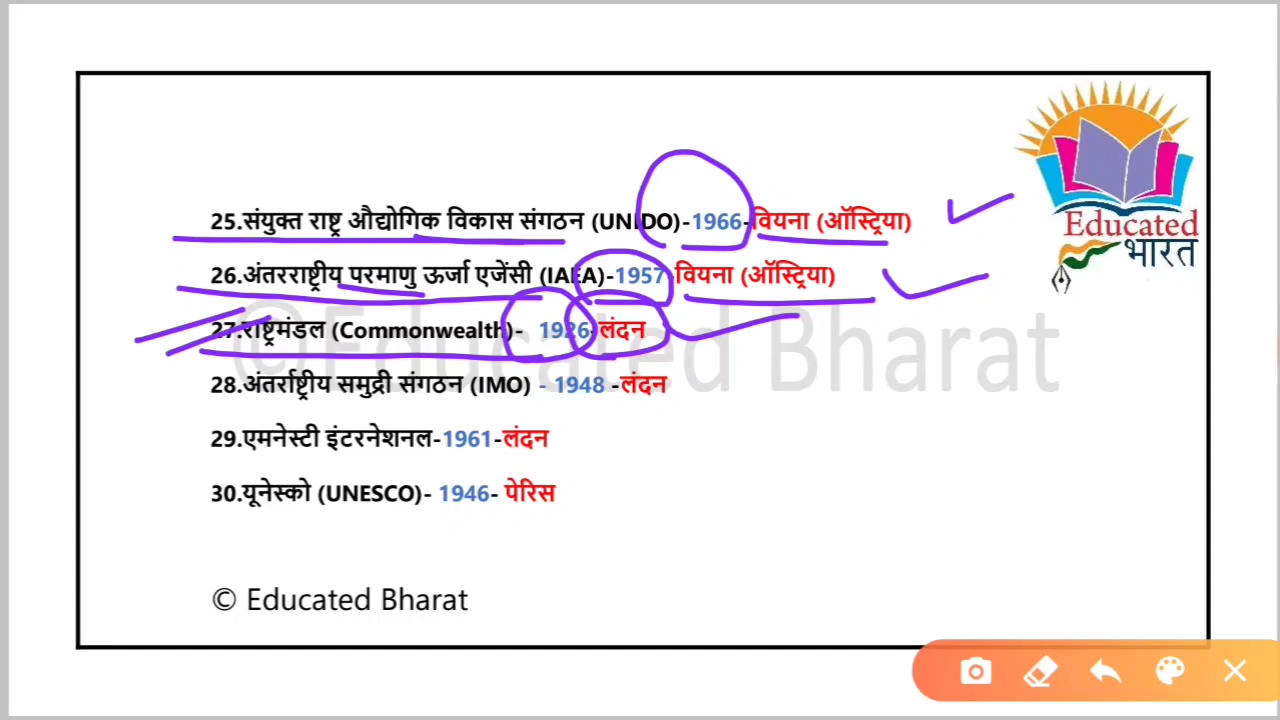 Educated
भारत
25.संयुक्त राष्ट्र औद्योगिक विकास संगठन (UNIDO)-1966-वियना (ऑस्ट्रिया)
26.अंतरराष्ट्रीय परमाणु ऊर्जा एजेंसी (IAEA)-1957-वियना (ऑस्ट्रिया)
27.राष्ट्रमंडल (Commonwealth)- 1926-लंदन
©Educated Bharat
28.अंतर्राष्ट्रीय समुद्री संगठन (IMO) - 1948 -लंदन
29.एमनेस्टी इंटरनेशनल-1961-लंदन
30.यूनेस्को (UNESCO)- 1946- पेरिस
© Educated Bharat